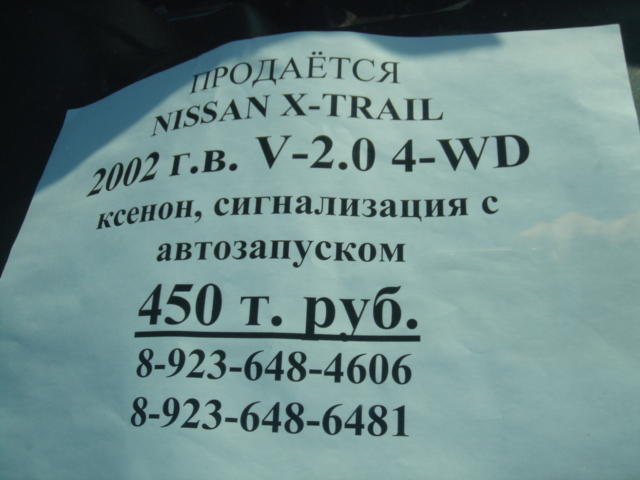 ПРОДАЁТСЯ
NISSAN X-TRAIL
2002 г.в. V-2.0 4-WD
ксенон, сигнализация с
автозапуском
450 т. руб.
8-923-648-4606
8-923-648-6481